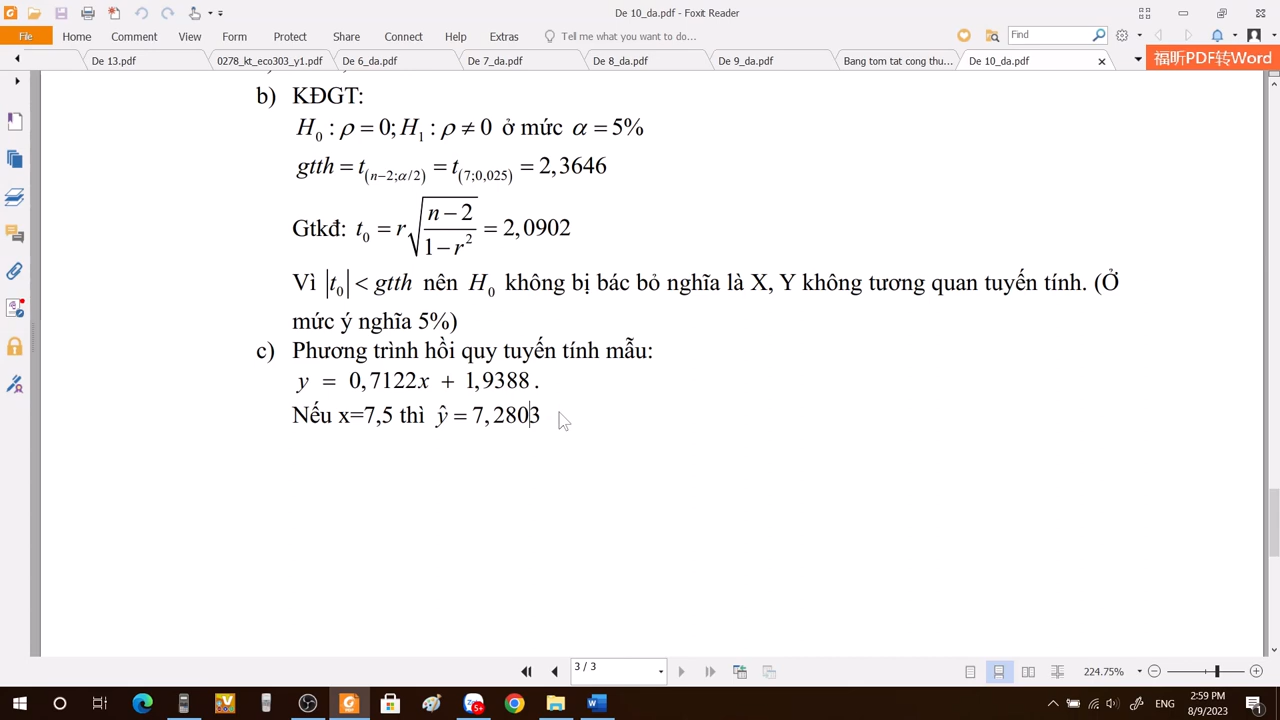 De 10_da.pdf - Foxit Reader
File Home Comment View Form Protect Share Connect Help Extras Tell me what you want to do... Find
De 13.pdf 0278_kt_eco303_y1.pdf De 6_da.pdf De 7_da.pdf De 8_da.pdf De 9_da.pdf Bang tom tat cong thu... De 10_da.pdf 福昕PDF转Word
b) KĐGT:
H₀ : ρ = 0; H₁ : ρ ≠ 0 ở mức α = 5%
gtth = t₍ₙ₋₂;α/2₎ = t₍₇;₀,₀₂₅₎ = 2,3646
Gtkđ: t₀ = r√((n − 2)/(1 − r²)) = 2,0902
Vì |t₀| < gtth nên H₀ không bị bác bỏ nghĩa là X, Y không tương quan tuyến tính. (Ở
mức ý nghĩa 5%)
c) Phương trình hồi quy tuyến tính mẫu:
y = 0,7122x + 1,9388.
Nếu x=7,5 thì ŷ = 7,2803
3 / 3 224.75%
ENG 2:59 PM
8/9/2023